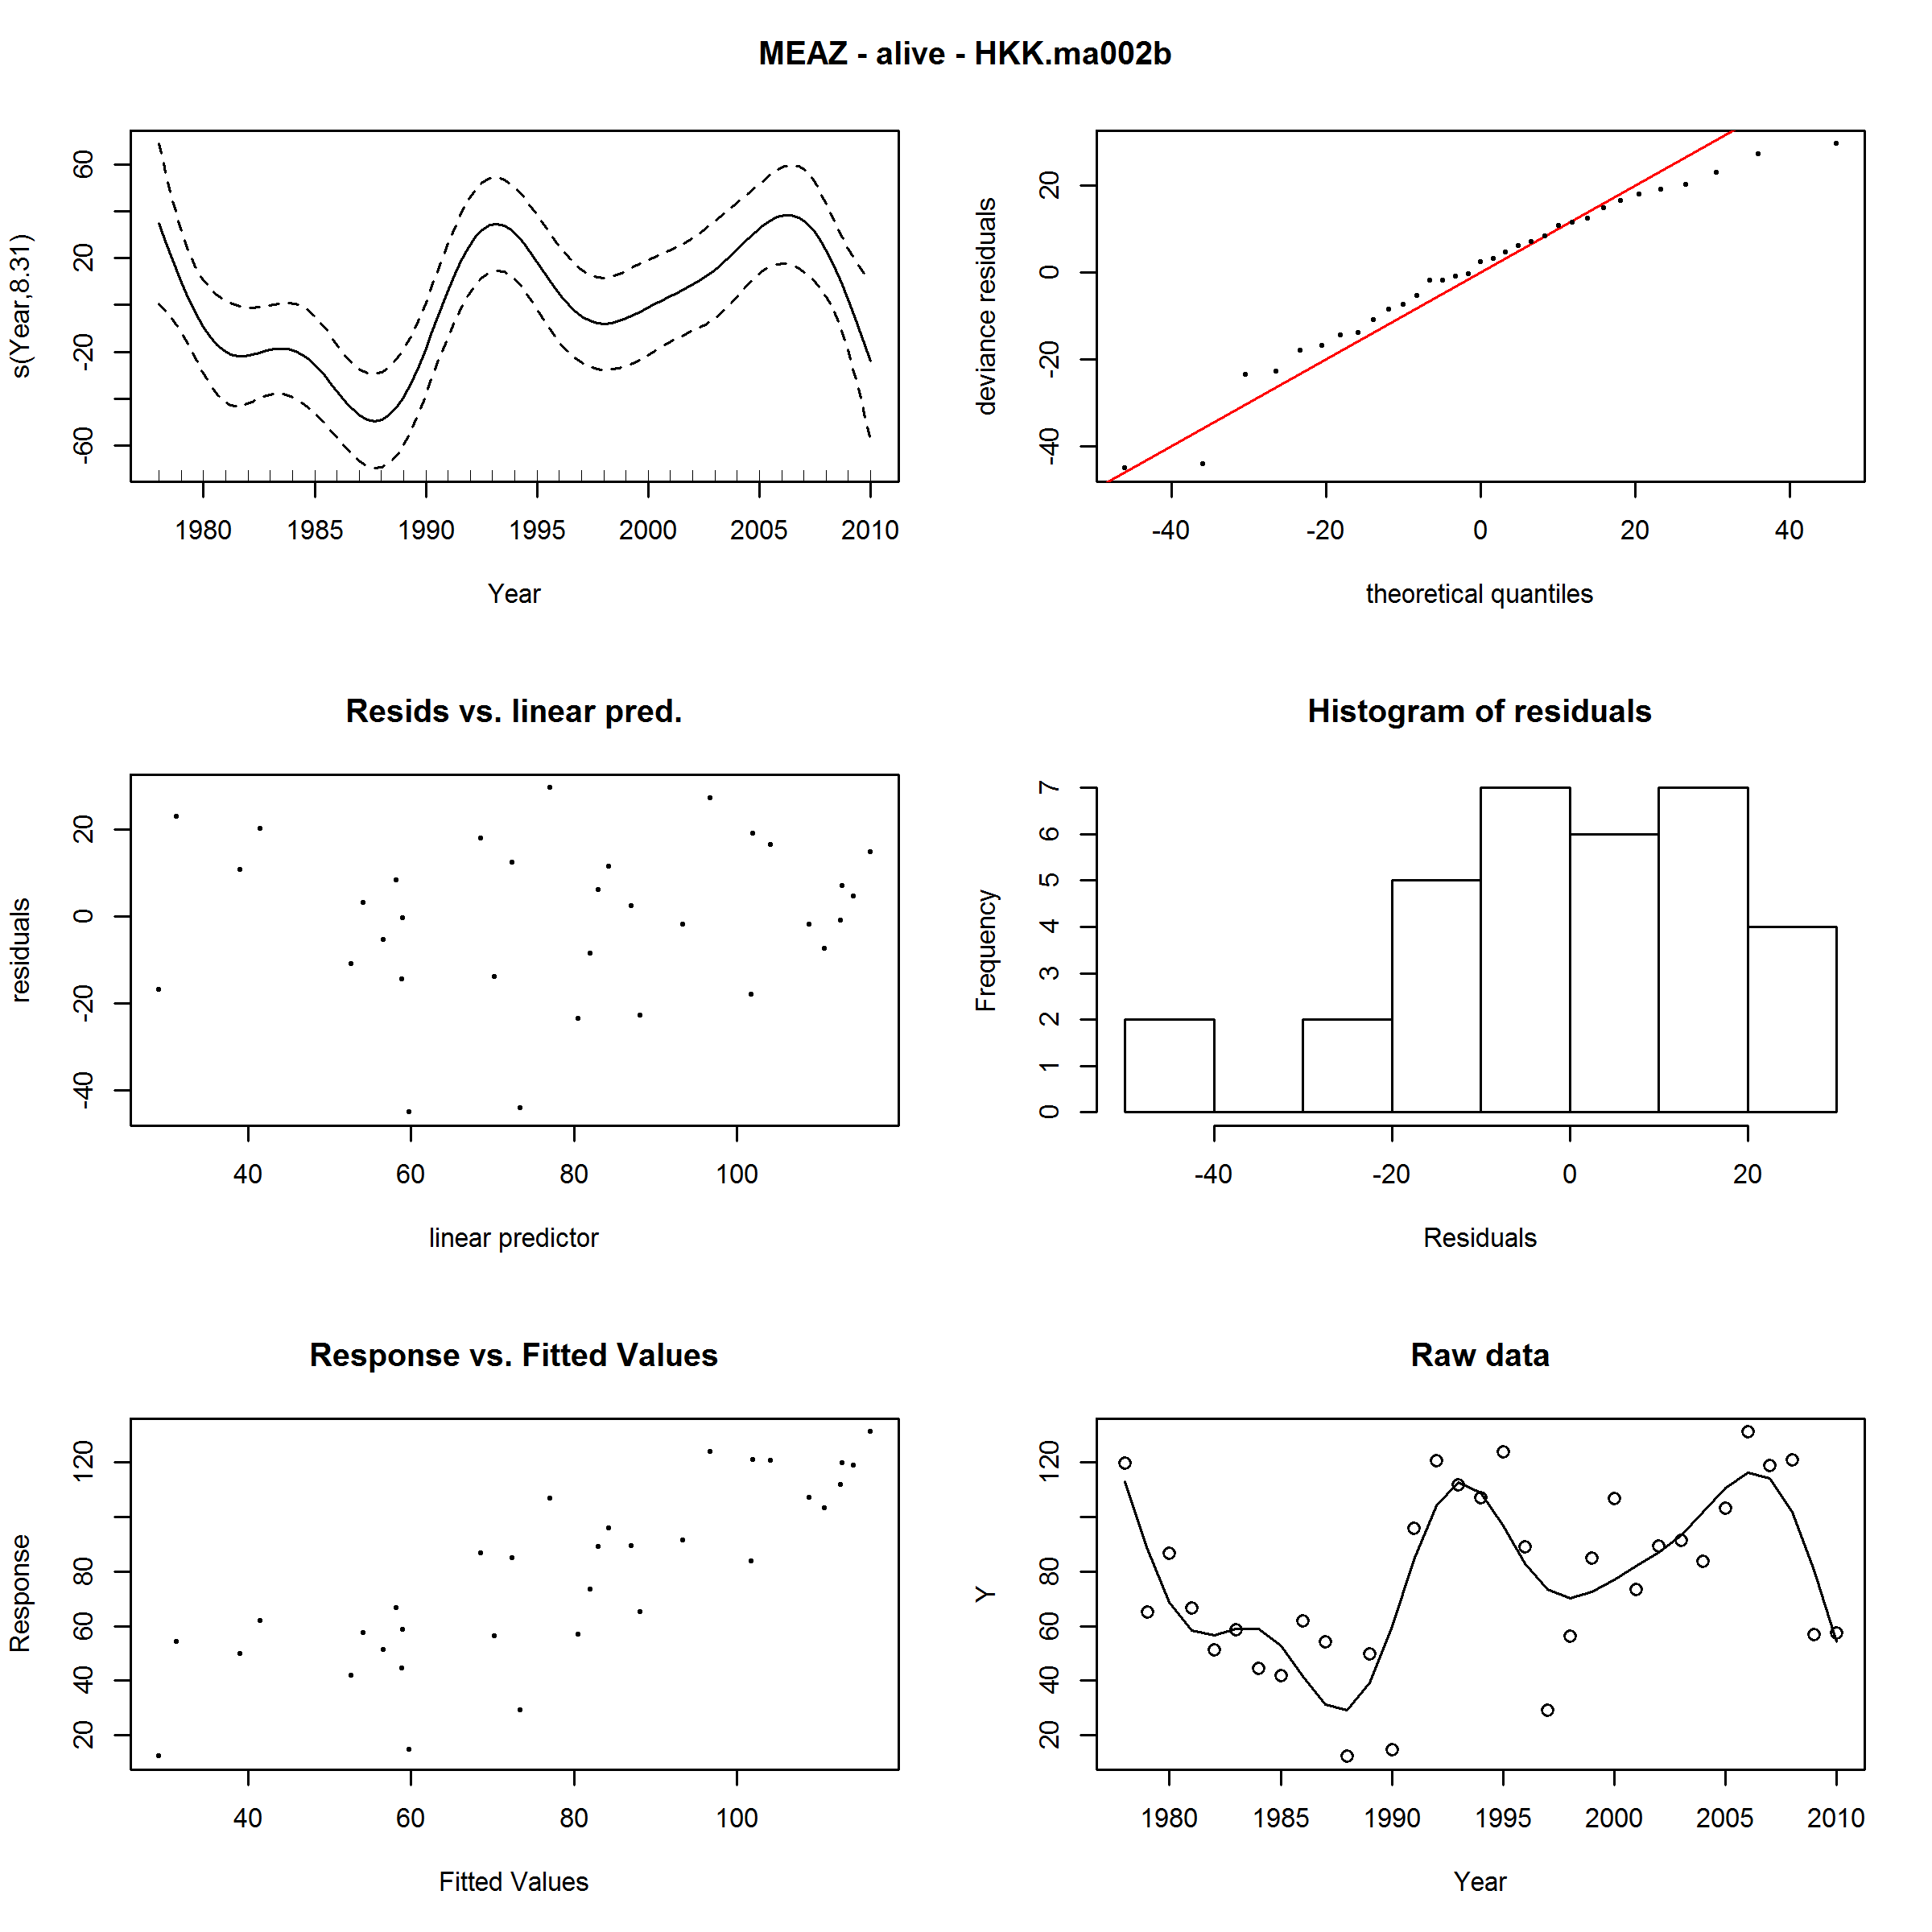 MEAZ - alive - HKK.ma002b
s(Year,8.31)
60
20
-20
-60
1980 1985 1990 1995 2000 2005 2010
Year
deviance residuals
20
0
-20
-40
-40 -20 0 20 40
theoretical quantiles
Resids vs. linear pred.
residuals
20
0
-20
-40
40 60 80 100
linear predictor
Histogram of residuals
Frequency
7
6
5
4
3
2
1
0
-40 -20 0 20
Residuals
Response vs. Fitted Values
Response
120
80
60
40
20
40 60 80 100
Fitted Values
Raw data
Y
120
80
60
40
20
1980 1985 1990 1995 2000 2005 2010
Year